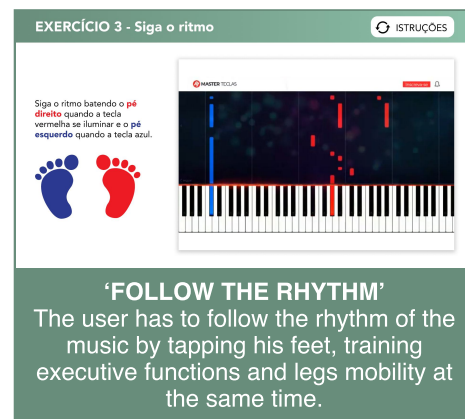 EXERCÍCIO 3 - Siga o ritmo
ISTRUÇÕES
MASTER TECLAS
Siga o ritmo batendo o pé
direito quando a tecla
vermelha se iluminar e o pé
esquerdo quando a tecla azul.
‘FOLLOW THE RHYTHM’
The user has to follow the rhythm of the
music by tapping his feet, training
executive functions and legs mobility at
the same time.